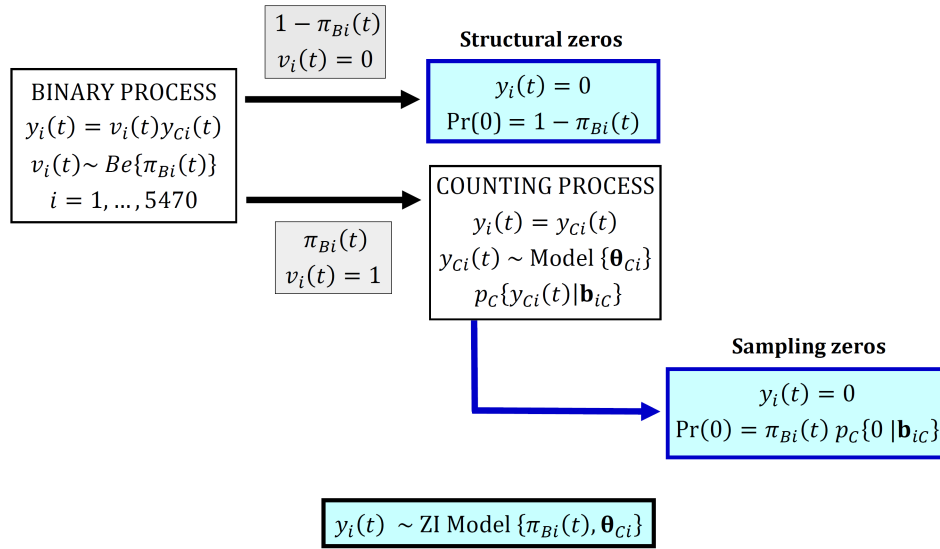 1 − π_{Bi}(t)
v_i(t) = 0
Structural zeros
y_i(t) = 0
Pr(0) = 1 − π_{Bi}(t)
BINARY PROCESS
y_i(t) = v_i(t)y_{Ci}(t)
v_i(t)~ Be{π_{Bi}(t)}
i = 1, … , 5470
π_{Bi}(t)
v_i(t) = 1
COUNTING PROCESS
y_i(t) = y_{Ci}(t)
y_{Ci}(t) ~ Model {θ_{Ci}}
p_C{y_{Ci}(t)|b_{iC}}
Sampling zeros
y_i(t) = 0
Pr(0) = π_{Bi}(t) p_C{0 |b_{iC}}
y_i(t) ~ ZI Model {π_{Bi}(t), θ_{Ci}}